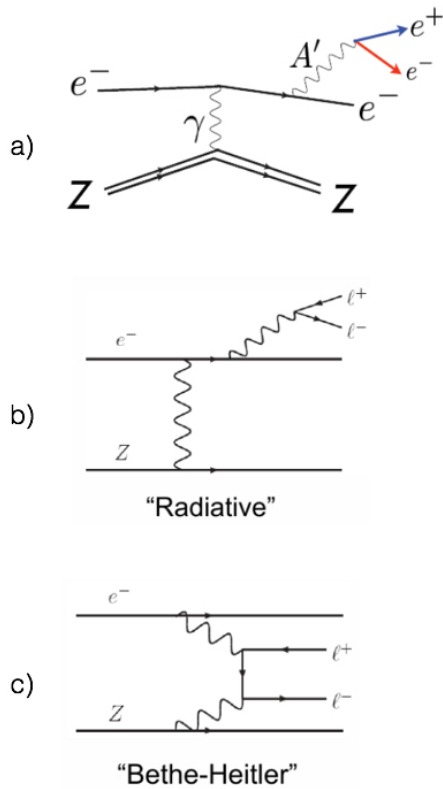 a)
e⁻
γ
A′
e⁺
e⁻
e⁻
Z
Z
b)
e⁻
ℓ⁺
ℓ⁻
Z
“Radiative”
c)
e⁻
ℓ⁺
ℓ⁻
Z
“Bethe-Heitler”